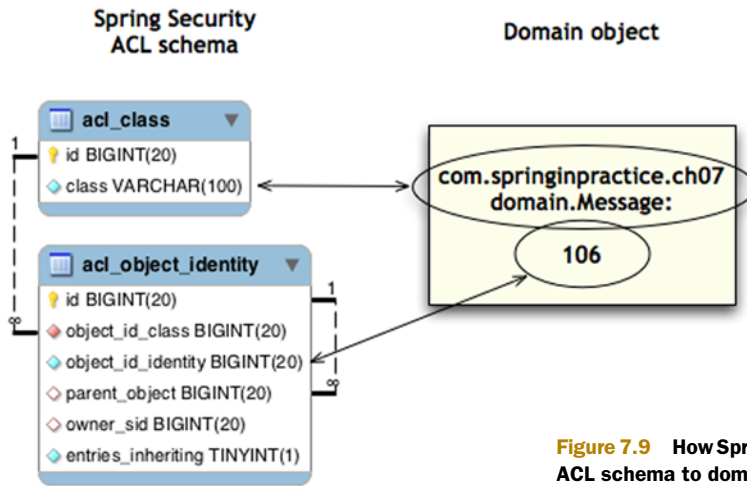 Spring Security
ACL schema
Domain object
acl_class
1
id BIGINT(20)
class VARCHAR(100)
com.springinpractice.ch07
domain.Message:
106
acl_object_identity
id BIGINT(20)
1
∞
object_id_class BIGINT(20)
object_id_identity BIGINT(20)
parent_object BIGINT(20)
∞
owner_sid BIGINT(20)
entries_inheriting TINYINT(1)
Figure 7.9 How Spr
ACL schema to dom